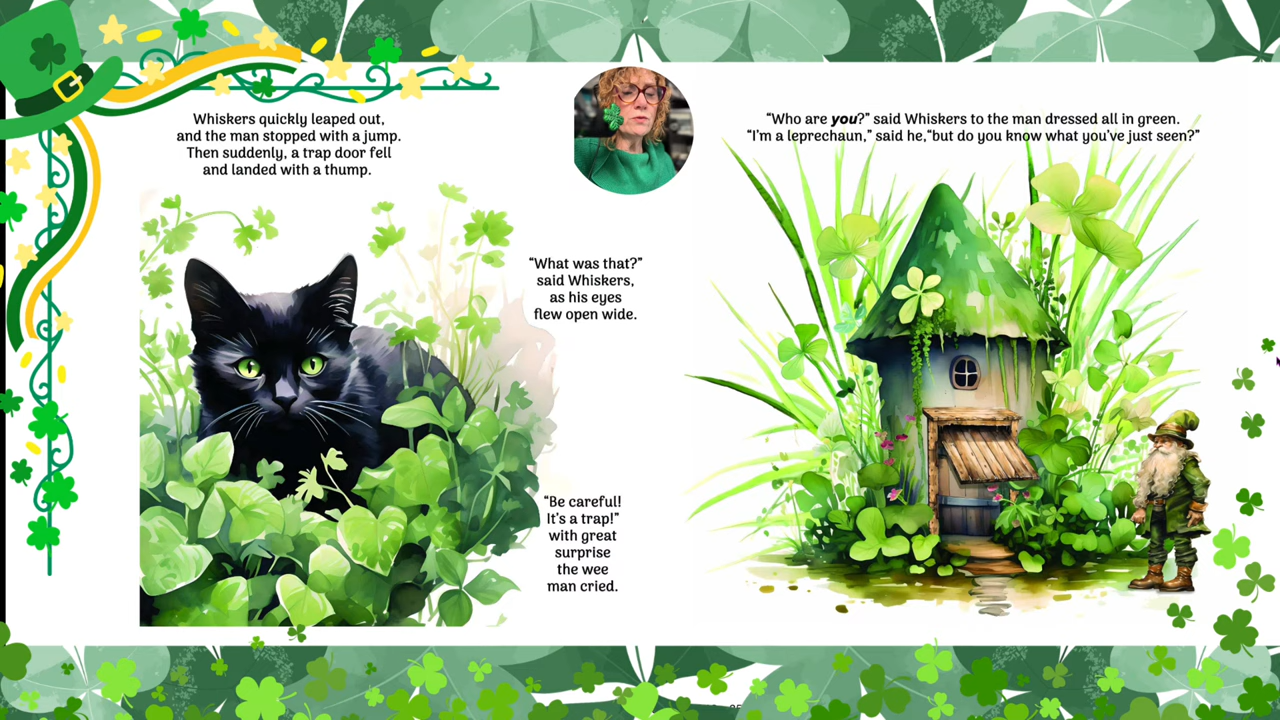 Whiskers quickly leaped out,
and the man stopped with a jump.
Then suddenly, a trap door fell
and landed with a thump.
“What was that?”
said Whiskers,
as his eyes
flew open wide.
“Be careful!
It’s a trap!”
with great
surprise
the wee
man cried.
“Who are you?” said Whiskers to the man dressed all in green.
“I’m a leprechaun,” said he,“but do you know what you’ve just seen?”